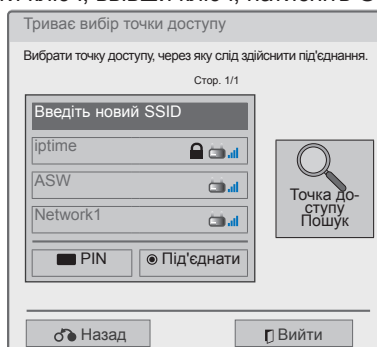 Триває вибір точки доступу
Вибрати точку доступу, через яку слід здійснити під'єднання.
Стор. 1/1
Введіть новий SSID
iptime
ASW
Network1
Точка до-
ступу
Пошук
PIN
Під'єднати
Назад
Вийти